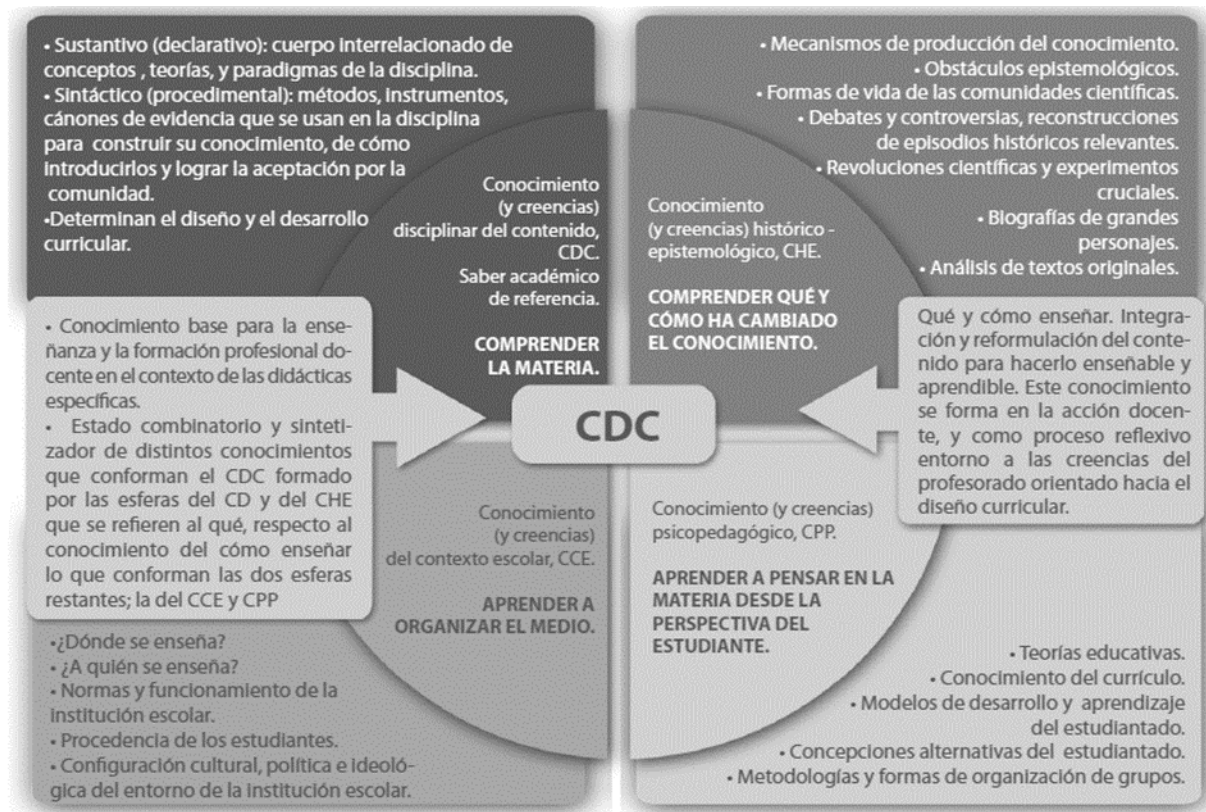 • Sustantivo (declarativo): cuerpo interrelacionado de
conceptos , teorías, y paradigmas de la disciplina.
• Sintáctico (procedimental): métodos, instrumentos,
cánones de evidencia que se usan en la disciplina
para construir su conocimiento, de cómo
introducirlos y lograr la aceptación por la
comunidad.
•Determinan el diseño y el desarrollo
curricular.
Conocimiento
(y creencias)
disciplinar del contenido,
CDC.
Saber académico
de referencia.
COMPRENDER
LA MATERIA.
• Mecanismos de producción del conocimiento.
• Obstáculos epistemológicos.
• Formas de vida de las comunidades científicas.
• Debates y controversias, reconstrucciones
de episodios históricos relevantes.
• Revoluciones científicas y experimentos
cruciales.
• Biografías de grandes
personajes.
• Análisis de textos originales.
Conocimiento
(y creencias) histórico -
epistemológico, CHE.
COMPRENDER QUÉ Y
CÓMO HA CAMBIADO
EL CONOCIMIENTO.
• Conocimiento base para la ense-
ñanza y la formación profesional do-
cente en el contexto de las didácticas
específicas.
• Estado combinatorio y sinteti-
zador de distintos conocimientos
que conforman el CDC formado
por las esferas del CD y del CHE
que se refieren al qué, respecto al
conocimiento del cómo enseñar
lo que conforman las dos esferas
restantes; la del CCE y CPP
CDC
Qué y cómo enseñar. Integra-
ción y reformulación del conte-
nido para hacerlo enseñable y
aprendible. Este conocimiento
se forma en la acción docen-
te, y como proceso reflexivo
entorno a las creencias del
profesorado orientado hacia el
diseño curricular.
Conocimiento
(y creencias)
del contexto escolar, CCE.
APRENDER A
ORGANIZAR EL MEDIO.
•¿Dónde se enseña?
• ¿A quién se enseña?
• Normas y funcionamiento de la
institución escolar.
• Procedencia de los estudiantes.
• Configuración cultural, política e ideoló-
gica del entorno de la institución escolar.
Conocimiento (y creencias)
psicopedagógico, CPP.
APRENDER A PENSAR EN LA
MATERIA DESDE LA
PERSPECTIVA DEL
ESTUDIANTE.
• Teorías educativas.
• Conocimiento del currículo.
• Modelos de desarrollo y aprendizaje
del estudiantado.
• Concepciones alternativas del estudiantado.
• Metodologías y formas de organización de grupos.